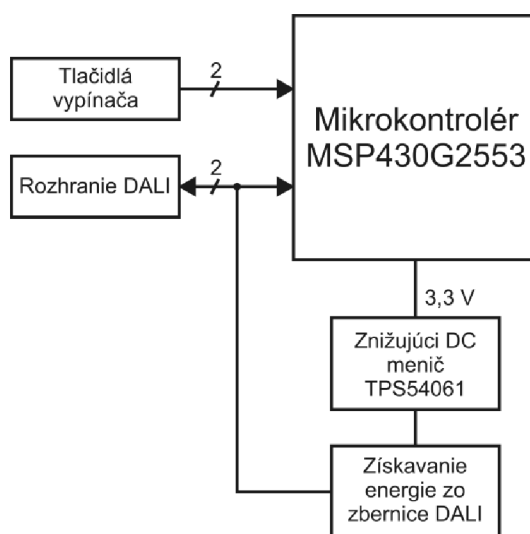 Tlačidlá
vypínača
2
Mikrokontrolér
MSP430G2553
Rozhranie DALI
2
3,3 V
Znižujúci DC
menič
TPS54061
Získavanie
energie zo
zbernice DALI